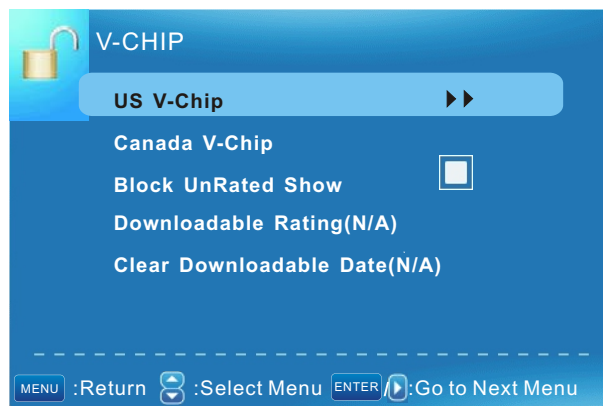 V-CHIP
US V-Chip
Canada V-Chip
Block UnRated Show
Downloadable Rating(N/A)
Clear Downloadable Date(N/A)
MENU :Return :Select Menu ENTER / :Go to Next Menu